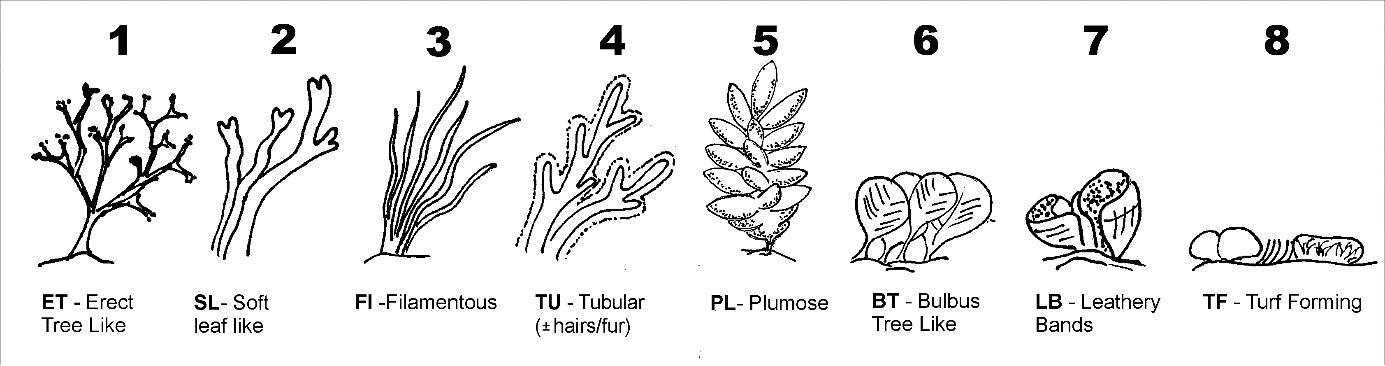 1 2 3 4 5 6 7 8
ET - Erect
Tree Like
SL- Soft
leaf like
FI -Filamentous
TU - Tubular
(±hairs/fur)
PL- Plumose
BT - Bulbus
Tree Like
LB - Leathery
Bands
TF - Turf Forming